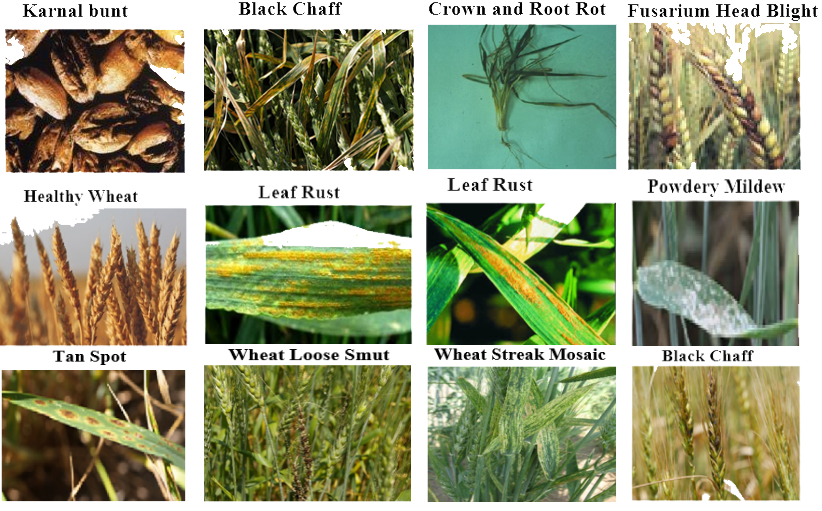 Karnal bunt
Black Chaff
Crown and Root Rot
Fusarium Head Blight
Healthy Wheat
Leaf Rust
Leaf Rust
Powdery Mildew
Tan Spot
Wheat Loose Smut
Wheat Streak Mosaic
Black Chaff